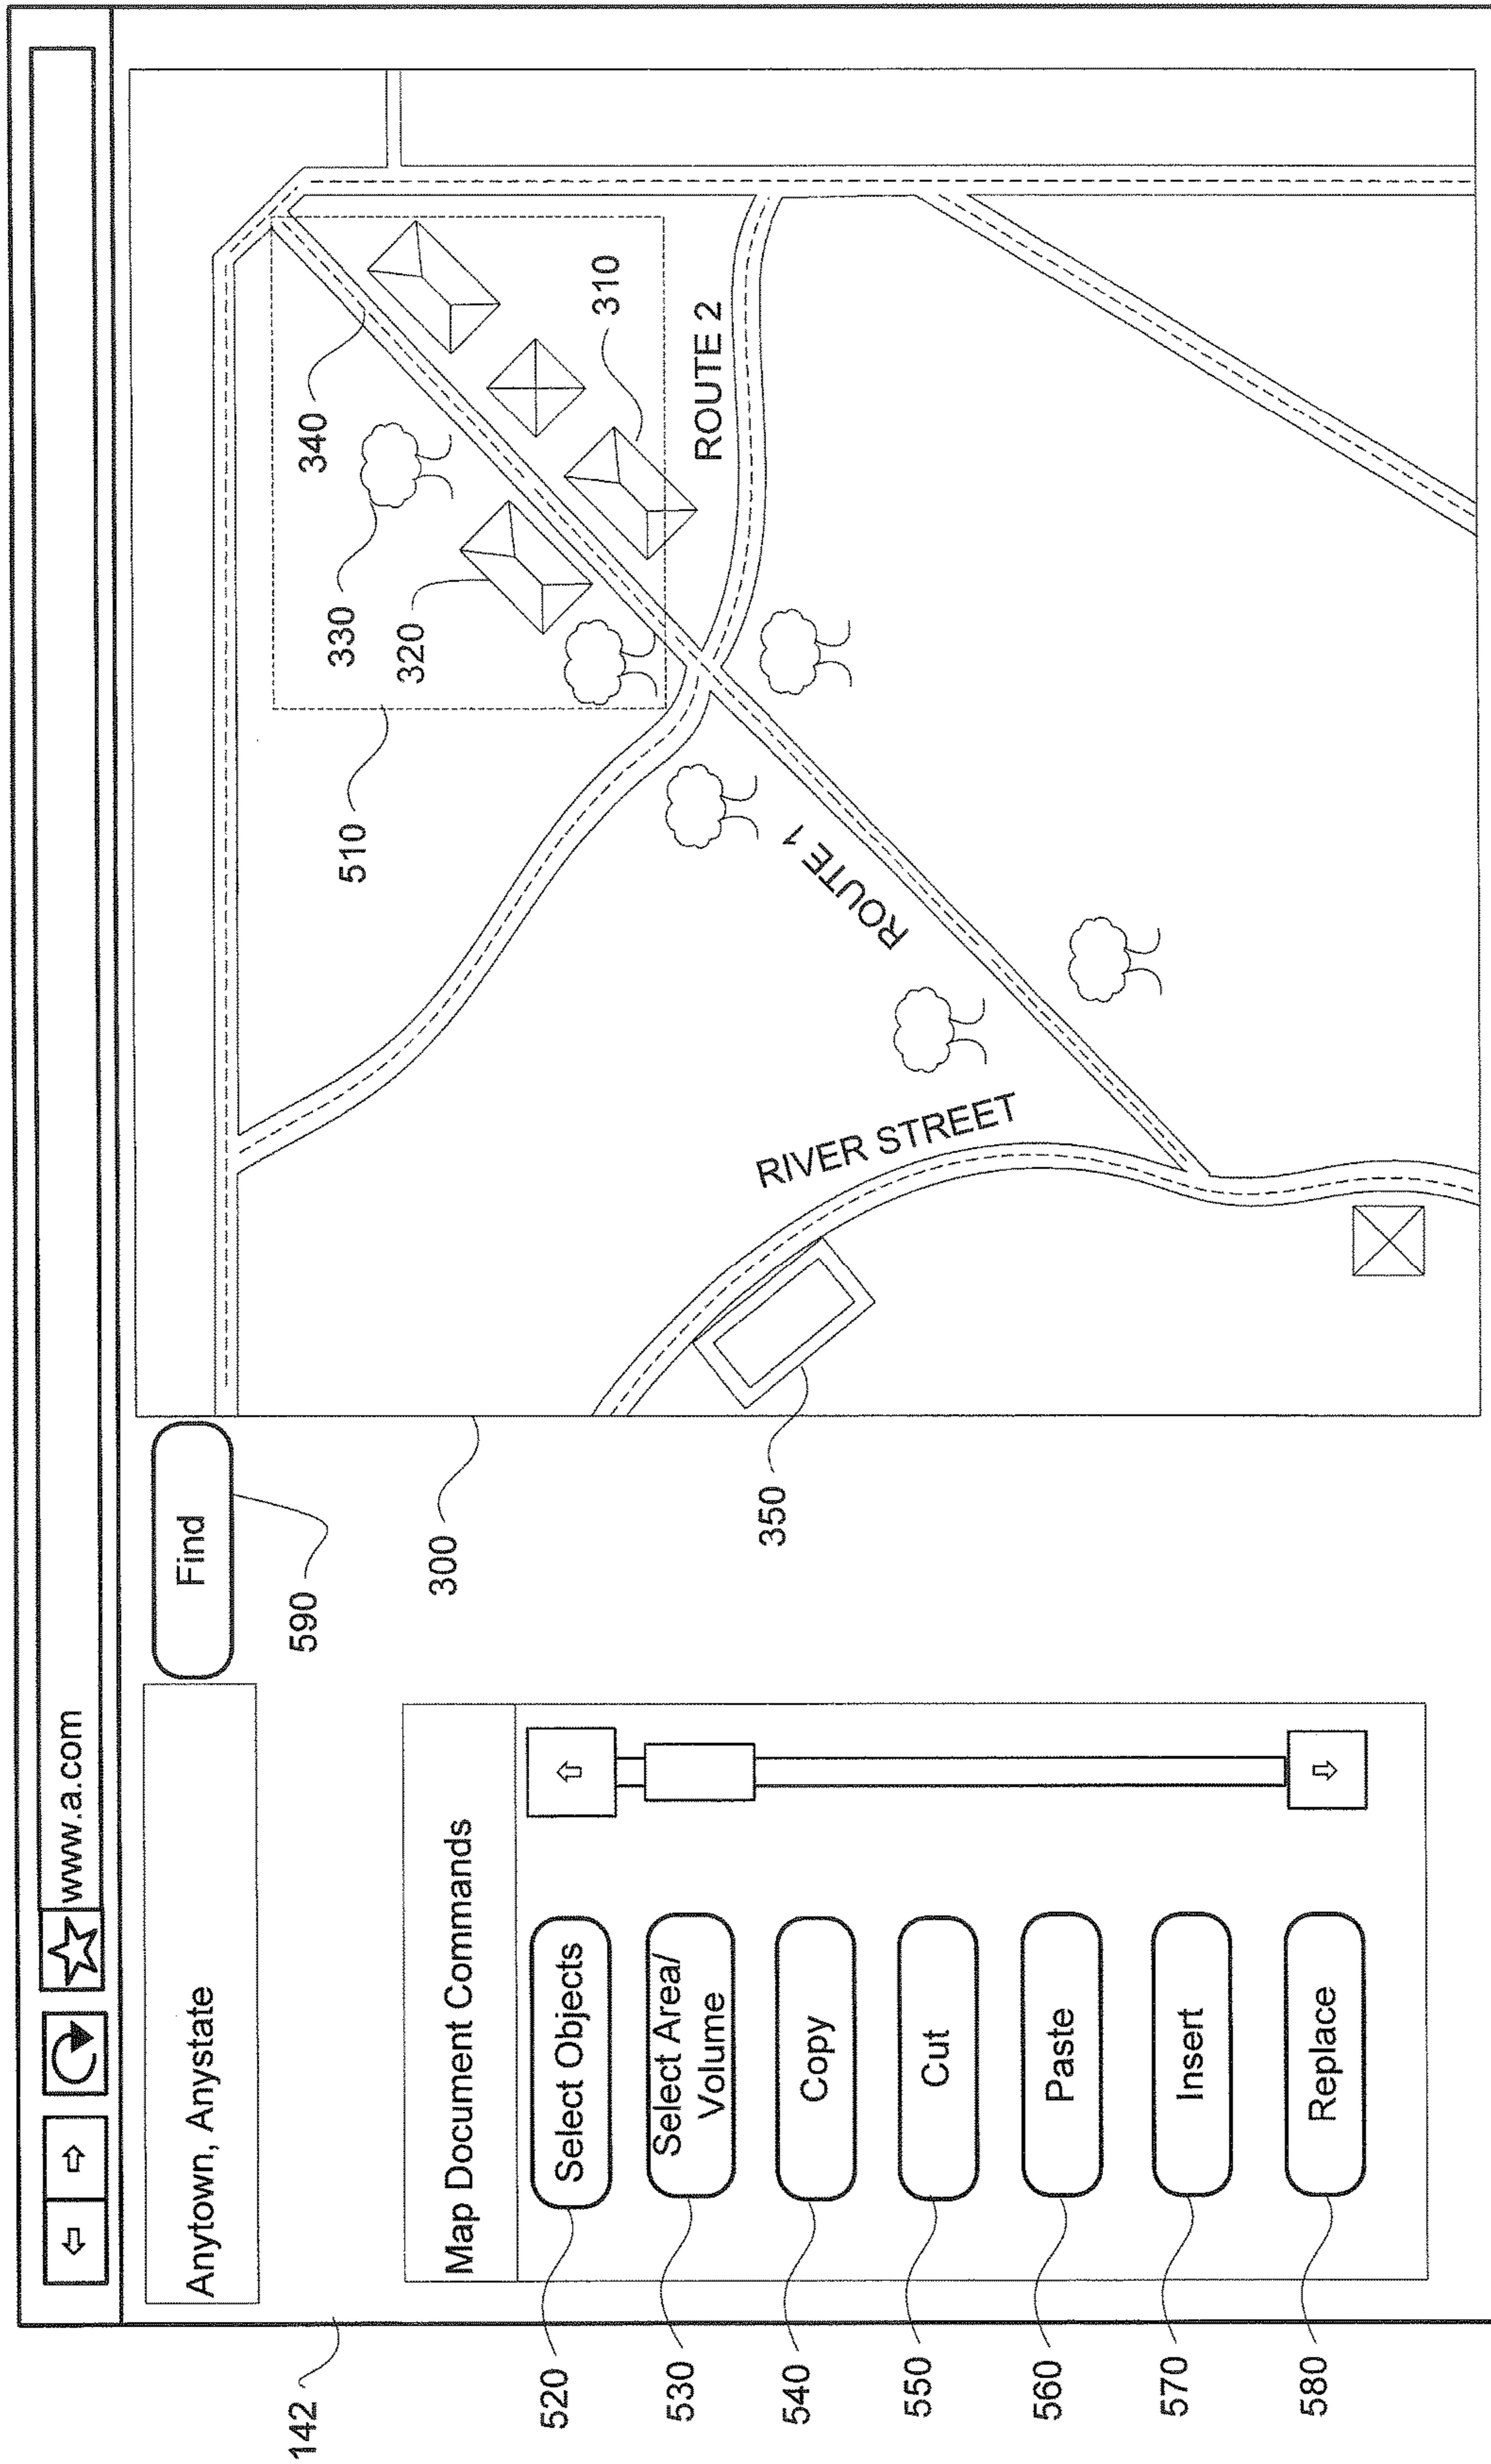 www.a.com
Anytown, Anystate
Find
590
142
Map Document Commands
520
Select Objects
530
Select Area/
Volume
540
Copy
550
Cut
560
Paste
570
Insert
580
Replace
300
350
510
330
320
340
310
ROUTE 2
ROUTE 1
RIVER STREET